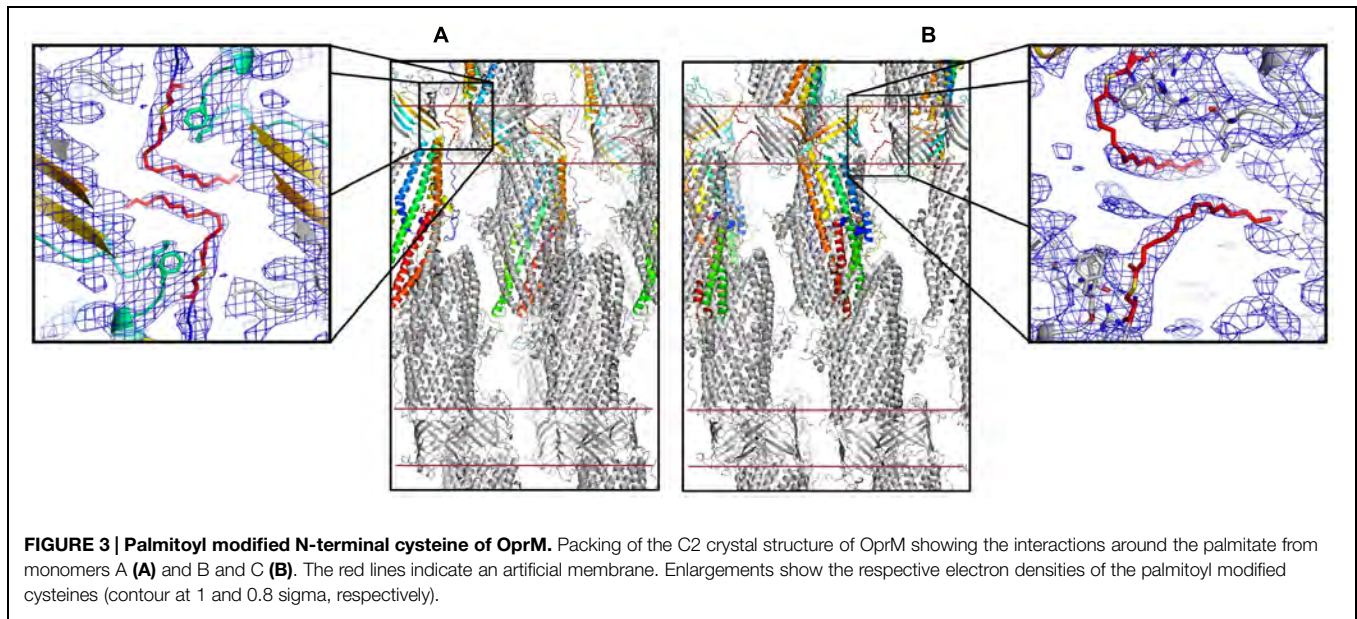 A
B
FIGURE 3 | Palmitoyl modified N-terminal cysteine of OprM. Packing of the C2 crystal structure of OprM showing the interactions around the palmitate from
monomers A (A) and B and C (B). The red lines indicate an artificial membrane. Enlargements show the respective electron densities of the palmitoyl modified
cysteines (contour at 1 and 0.8 sigma, respectively).